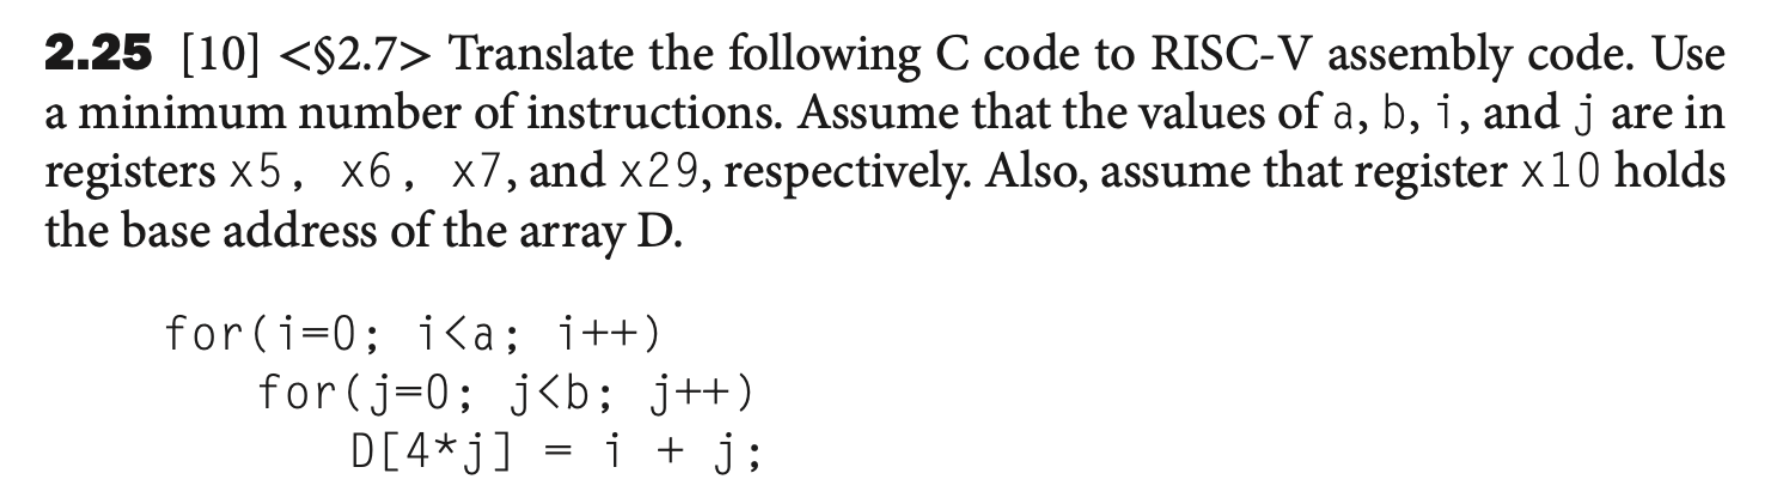 2.25 [10] <§2.7> Translate the following C code to RISC-V assembly code. Use
a minimum number of instructions. Assume that the values of a, b, i, and j are in
registers x5, x6, x7, and x29, respectively. Also, assume that register x10 holds
the base address of the array D.
for(i=0; i<a; i++)
for(j=0; j<b; j++)
D[4*j] = i + j;